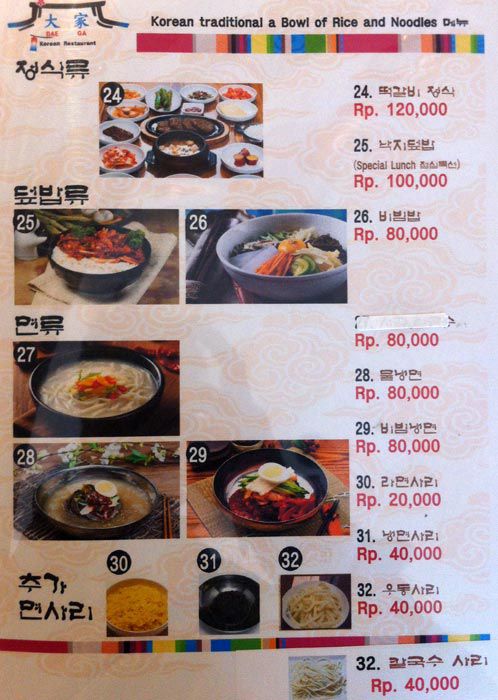 大家
DAE GA
Korean Restaurant
Korean traditional a Bowl of Rice and Noodles 메뉴
정식류
24
24. 떡갈비 정식
Rp. 120,000
25. 낙지덮밥
(Special Lunch 점심특선)
Rp. 100,000
덮밥류
25
26
26. 비빔밥
Rp. 80,000
면류
27
수
Rp. 80,000
28. 물냉면
Rp. 80,000
28
29
29. 비빔냉면
Rp. 80,000
30. 라면사리
Rp. 20,000
31. 냉면사리
Rp. 40,000
추가
면사리
30
31
32
32. 우동사리
Rp. 40,000
32. 칼국수 사리
Rp. 40,000